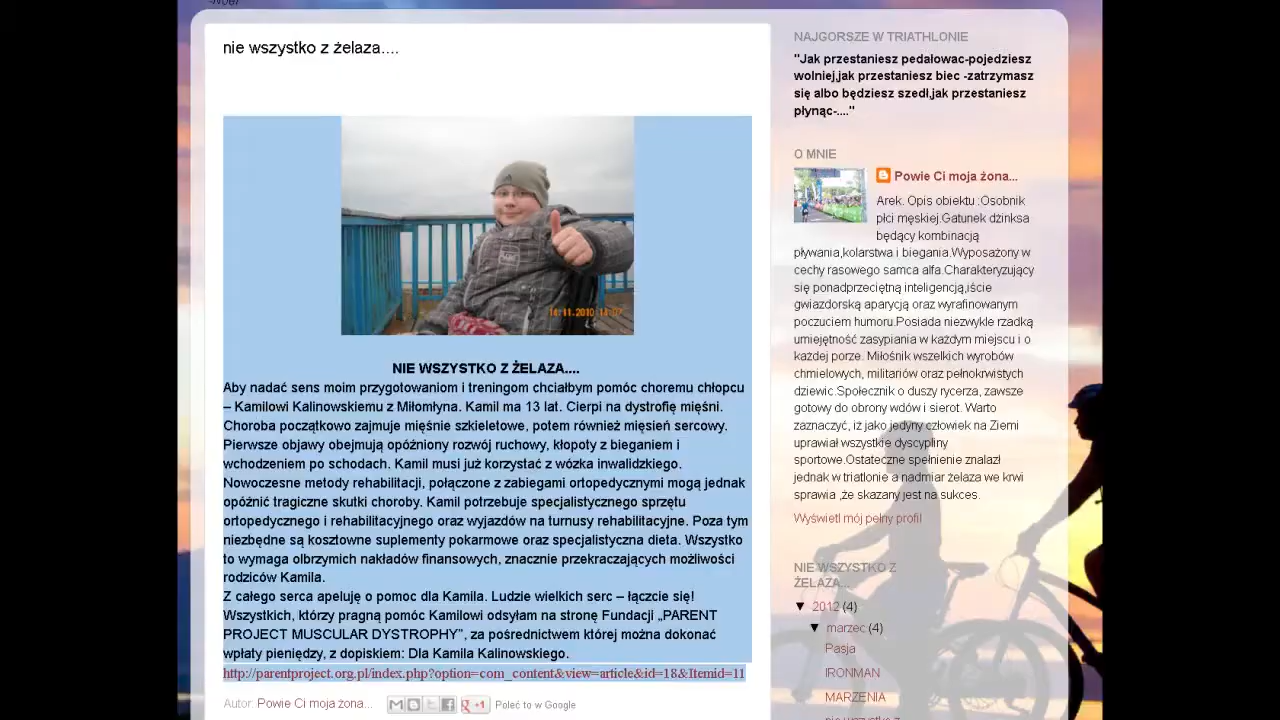 nie wszystko z żelaza....
14.11.2010
NIE WSZYSTKO Z ŻELAZA....
Aby nadać sens moim przygotowaniom i treningom chciałbym pomóc choremu chłopcu
– Kamilowi Kalinowskiemu z Miłomłyna. Kamil ma 13 lat. Cierpi na dystrofię mięśni.
Choroba początkowo zajmuje mięśnie szkieletowe, potem również mięsień sercowy.
Pierwsze objawy obejmują opóźniony rozwój ruchowy, kłopoty z bieganiem i
wchodzeniem po schodach. Kamil musi już korzystać z wózka inwalidzkiego.
Nowoczesne metody rehabilitacji, połączone z zabiegami ortopedycznymi mogą jednak
opóźnić tragiczne skutki choroby. Kamil potrzebuje specjalistycznego sprzętu
ortopedycznego i rehabilitacyjnego oraz wyjazdów na turnusy rehabilitacyjne. Poza tym
niezbędne są kosztowne suplementy pokarmowe oraz specjalistyczna dieta. Wszystko
to wymaga olbrzymich nakładów finansowych, znacznie przekraczających możliwości
rodziców Kamila.
Z całego serca apeluję o pomoc dla Kamila. Ludzie wielkich serc – łączcie się!
Wszystkich, którzy pragną pomóc Kamilowi odsyłam na stronę Fundacji „PARENT
PROJECT MUSCULAR DYSTROPHY”, za pośrednictwem której można dokonać
wpłaty pieniędzy, z dopiskiem: Dla Kamila Kalinowskiego.
http://parentproject.org.pl/index.php?option=com_content&view=article&id=18&Itemid=11
Autor: Powie Ci moja żona...
+1 Poleć to w Google
NAJGORSZE W TRIATHLONIE
"Jak przestaniesz pedałowac-pojedziesz
wolniej,jak przestaniesz biec -zatrzymasz
się albo będziesz szedł,jak przestaniesz
płynąc-...."
O MNIE
Powie Ci moja żona...
Arek. Opis obiektu :Osobnik
płci męskiej.Gatunek dżinksa
będący kombinacją
pływania,kolarstwa i biegania.Wyposażony w
cechy rasowego samca alfa.Charakteryzujący
się ponadprzeciętną inteligencją,iście
gwiazdorską aparycją oraz wyrafinowanym
poczuciem humoru.Posiada niezwykle rzadką
umiejętność zasypiania w każdym miejscu i o
każdej porze. Miłośnik wszelkich wyrobów
chmielowych, militariów oraz pełnokrwistych
dziewic.Społecznik o duszy rycerza, zawsze
gotowy do obrony wdów i sierot. Warto
zaznaczyć, iż jako jedyny człowiek na Ziemi
uprawiał wszystkie dyscypliny
sportowe.Ostateczne spełnienie znalazł
jednak w triatlonie a nadmiar żelaza we krwi
sprawia ,że skazany jest na sukces.
Wyświetl mój pełny profil
NIE WSZYSTKO Z
ŻELAZA...
▼ 2012 (4)
▼ marzec (4)
Pasja
IRONMAN
MARZENIA